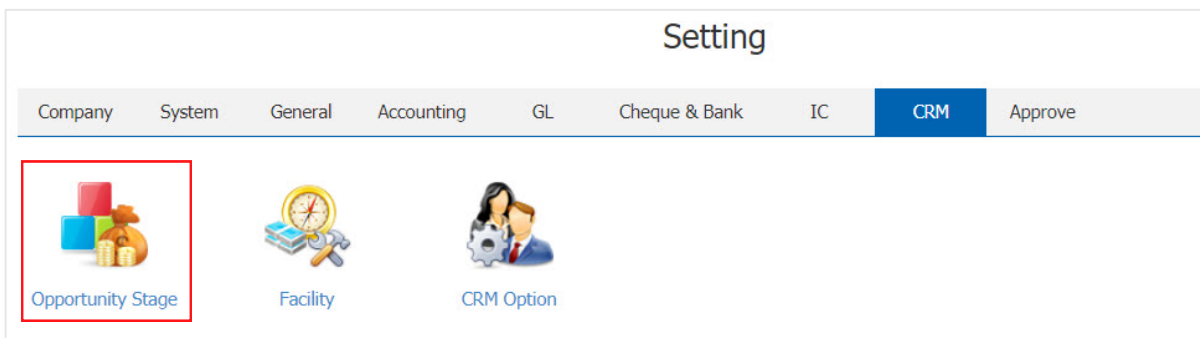 Setting
Company System General Accounting GL Cheque & Bank IC CRM Approve
Opportunity Stage Facility CRM Option